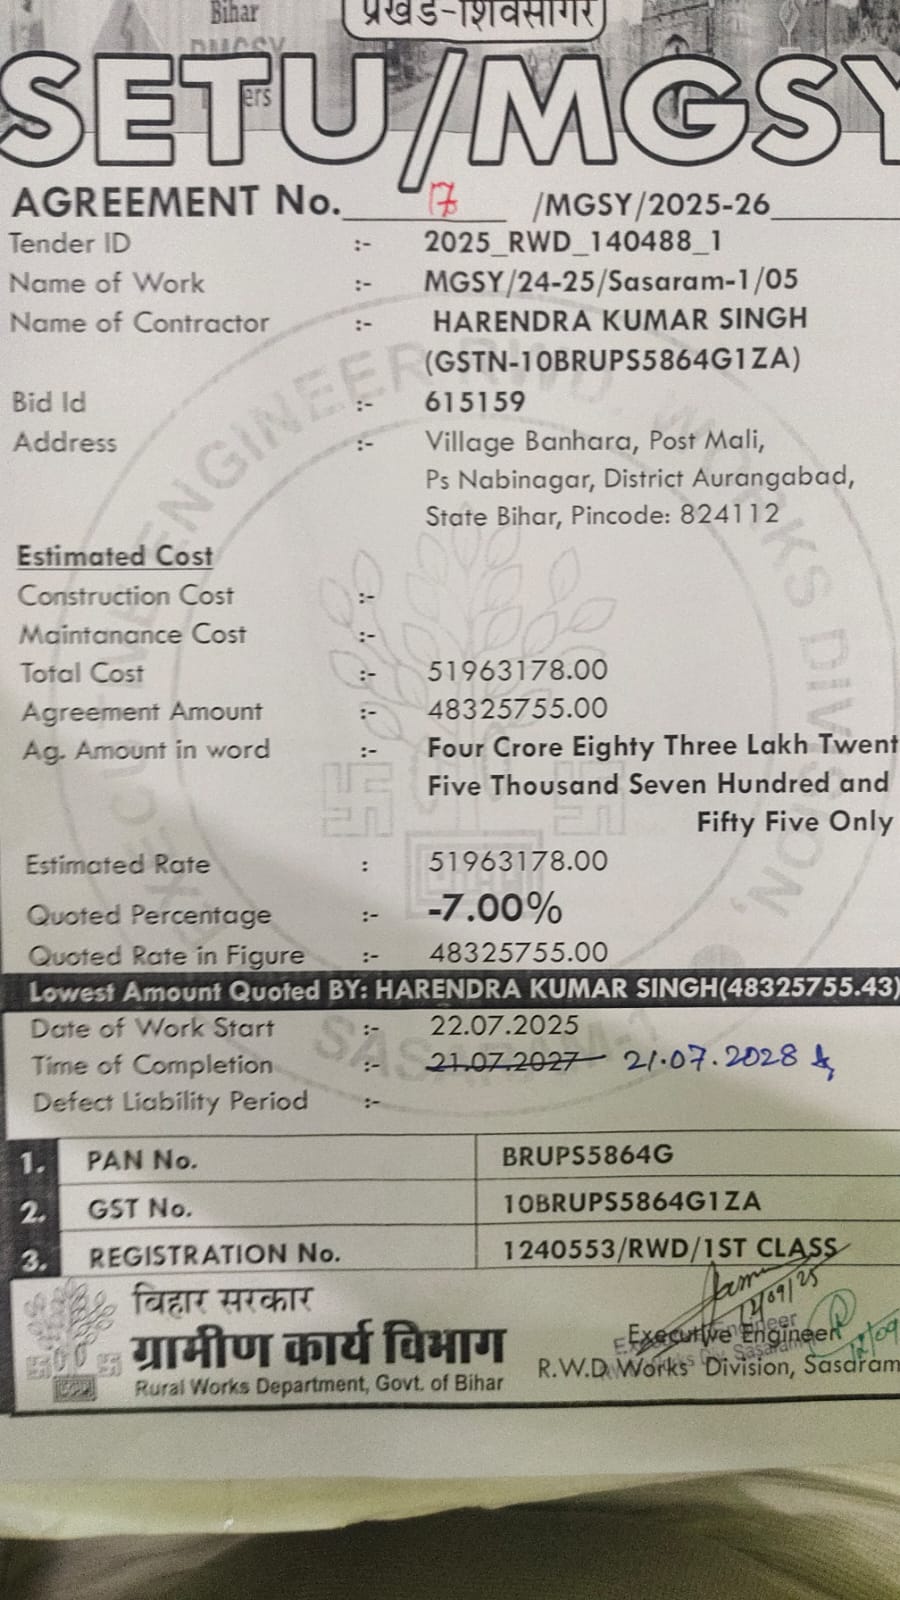 Bihar
प्रखंड-शिवसागर
SETU/MGSY
AGREEMENT No. 17 /MGSY/2025-26
Tender ID :- 2025_RWD_140488_1
Name of Work :- MGSY/24-25/Sasaram-1/05
Name of Contractor :- HARENDRA KUMAR SINGH
(GSTN-10BRUPS5864G1ZA)
Bid Id :- 615159
Address :- Village Banhara, Post Mali,
Ps Nabinagar, District Aurangabad,
State Bihar, Pincode: 824112
Estimated Cost
Construction Cost :-
Maintanance Cost :-
Total Cost :- 51963178.00
Agreement Amount :- 48325755.00
Ag. Amount in word :- Four Crore Eighty Three Lakh Twent
Five Thousand Seven Hundred and
Fifty Five Only
Estimated Rate : 51963178.00
Quoted Percentage :- -7.00%
Quoted Rate in Figure :- 48325755.00
Lowest Amount Quoted BY: HARENDRA KUMAR SINGH(48325755.43)
Date of Work Start :- 22.07.2025
Time of Completion :- 21.07.2027 21.07.2028
Defect Liability Period :-
1. PAN No. BRUPS5864G
2. GST No. 10BRUPS5864G1ZA
3. REGISTRATION No. 1240553/RWD/1ST CLASS
बिहार सरकार
ग्रामीण कार्य विभाग
Rural Works Department, Govt. of Bihar
Executive Engineer
R.W.D. Works Division, Sasaram